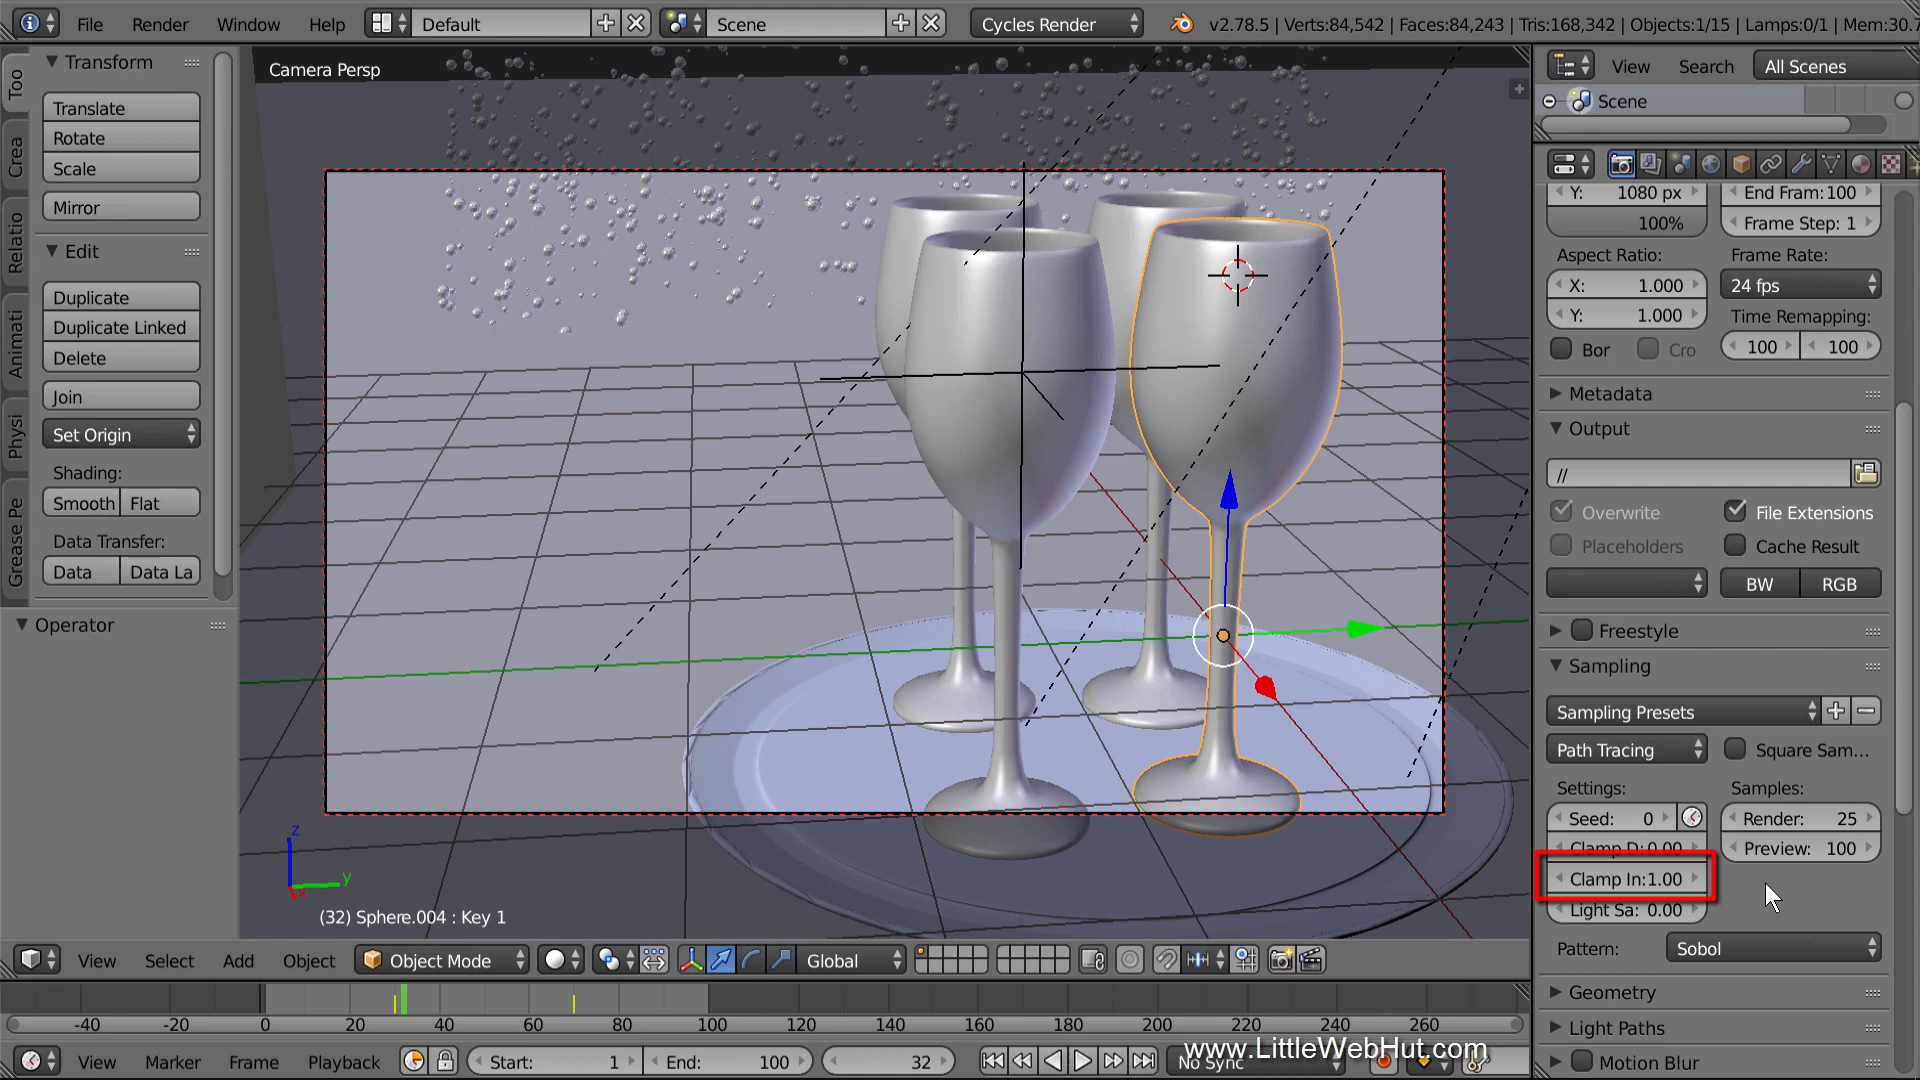 File Render Window Help Default Scene Cycles Render v2.78.5 | Verts:84,542 | Faces:84,243 | Tris:168,342 | Objects:1/15 | Lamps:0/1 | Mem:30.7
Too
Crea
Relatio
Animati
Physi
Grease Pe
Transform
Translate
Rotate
Scale
Mirror
Edit
Duplicate
Duplicate Linked
Delete
Join
Set Origin
Shading:
Smooth Flat
Data Transfer:
Data Data La
Operator
Camera Persp
z
y
x
(32) Sphere.004 : Key 1
View Search All Scenes
Scene
Y: 1080 px End Fram:100
100% Frame Step: 1
Aspect Ratio: Frame Rate:
X: 1.000 24 fps
Y: 1.000 Time Remapping:
Bor Cro 100 100
Metadata
Output
//
Overwrite File Extensions
Placeholders Cache Result
BW RGB
Freestyle
Sampling
Sampling Presets
Path Tracing Square Sam...
Settings: Samples:
Seed: 0 Render: 25
Clamp D:0.00 Preview: 100
Clamp In:1.00
Light Sa: 0.00
Pattern: Sobol
Geometry
Light Paths
Motion Blur
View Select Add Object Object Mode Global
-40 -20 0 20 40 60 80 100 120 140 160 180 200 220 240 260
View Marker Frame Playback Start: 1 End: 100 32 No Sync
www.LittleWebHut.com